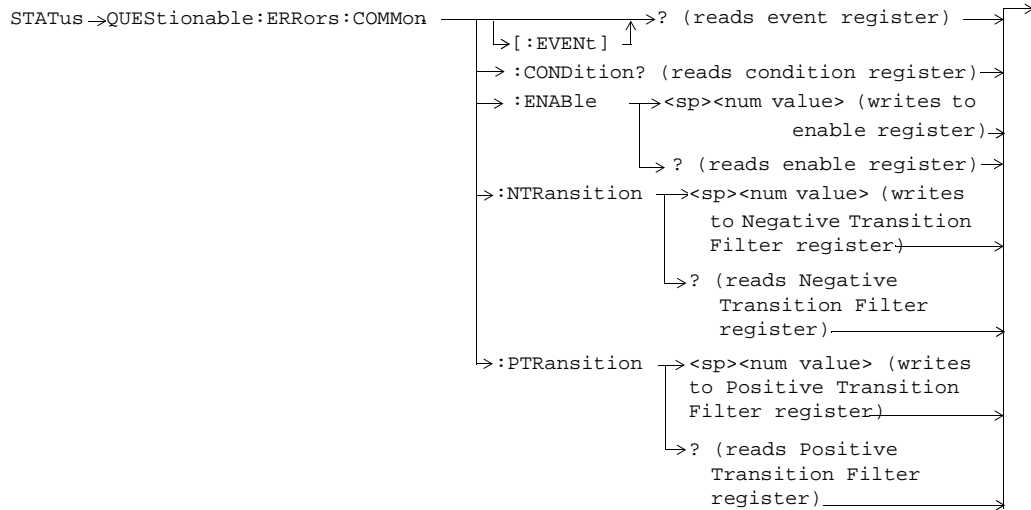 STATus QUEStionable:ERRors:COMMon ? (reads event register)
[:EVENt]
:CONDition? (reads condition register)
:ENABle <sp><num value> (writes to
enable register)
? (reads enable register)
:NTRansition <sp><num value> (writes
to Negative Transition
Filter register)
? (reads Negative
Transition Filter
register)
:PTRansition <sp><num value> (writes
to Positive Transition
Filter register)
? (reads Positive
Transition Filter
register)